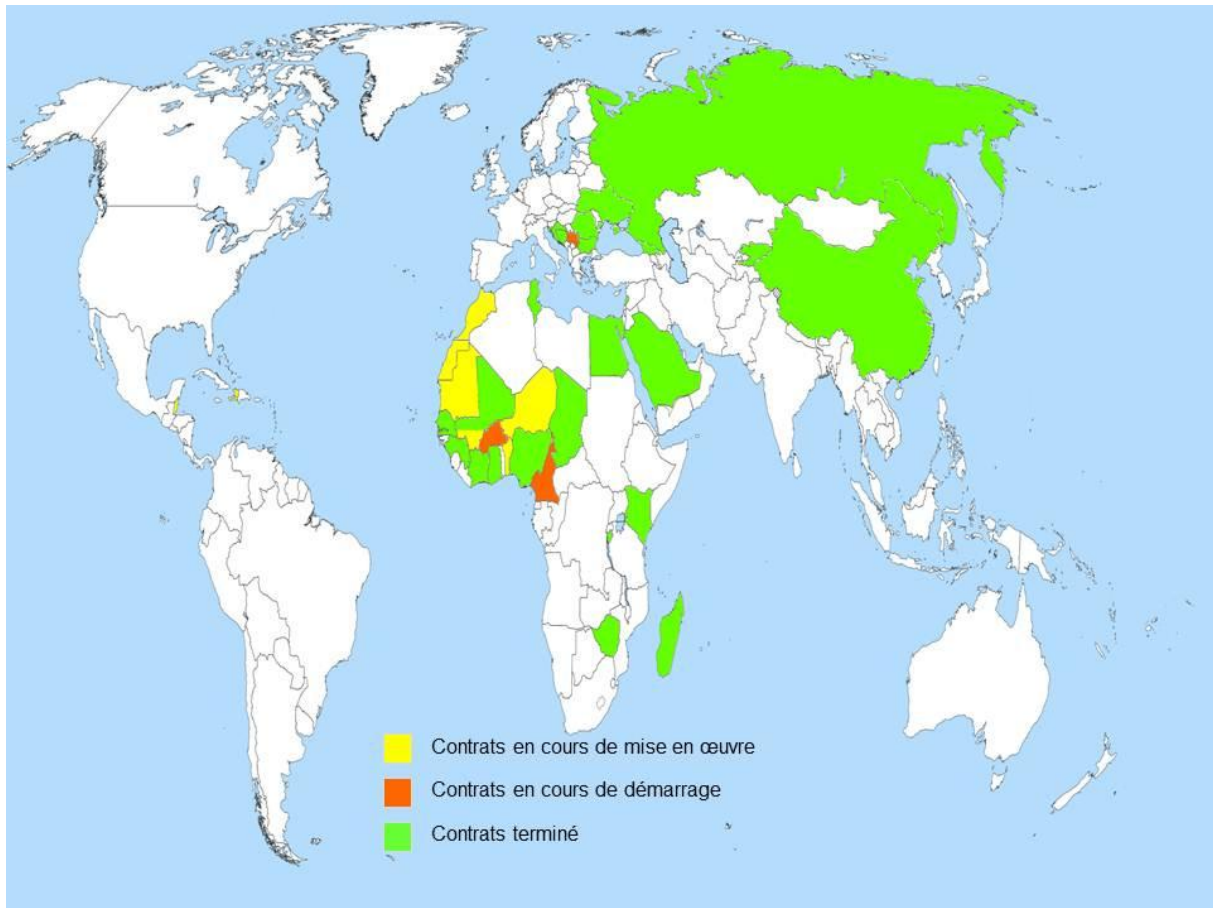 Contrats en cours de mise en œuvre
Contrats en cours de démarrage
Contrats terminé